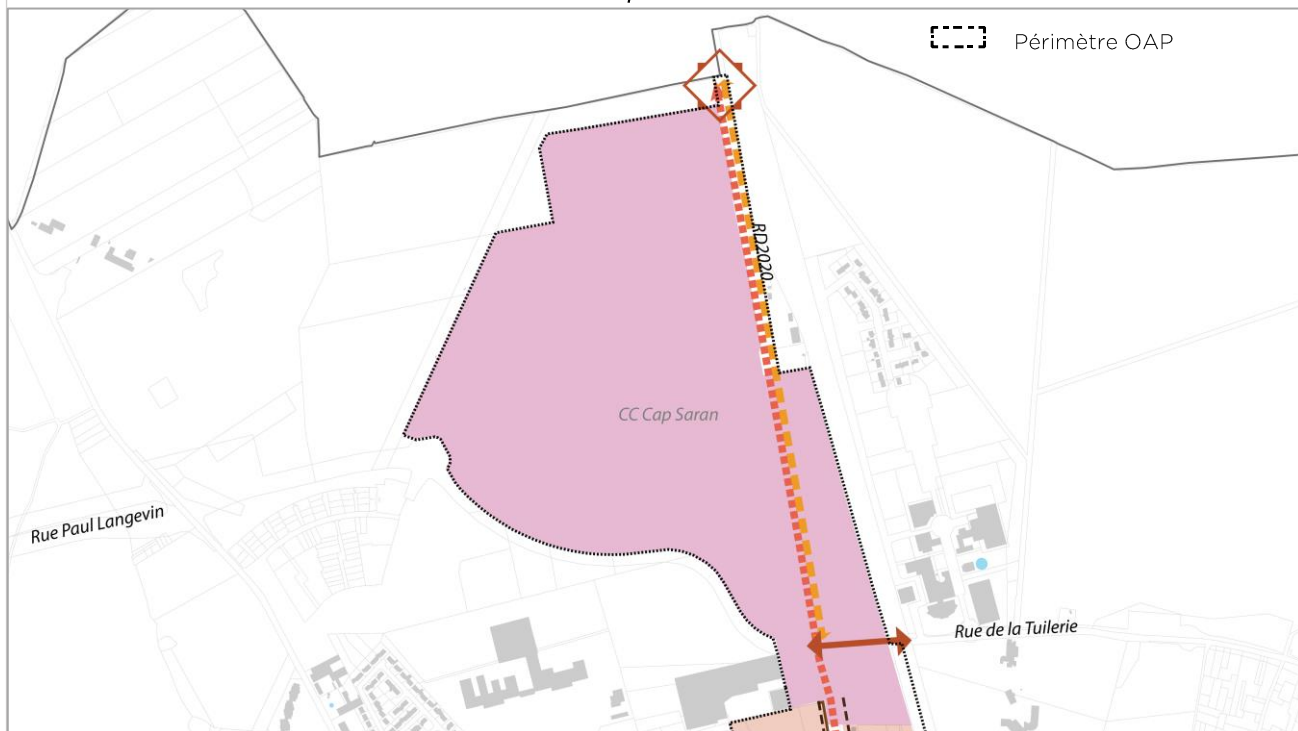 Périmètre OAP
RD2020
CC Cap Saran
Rue Paul Langevin
Rue de la Tuilerie